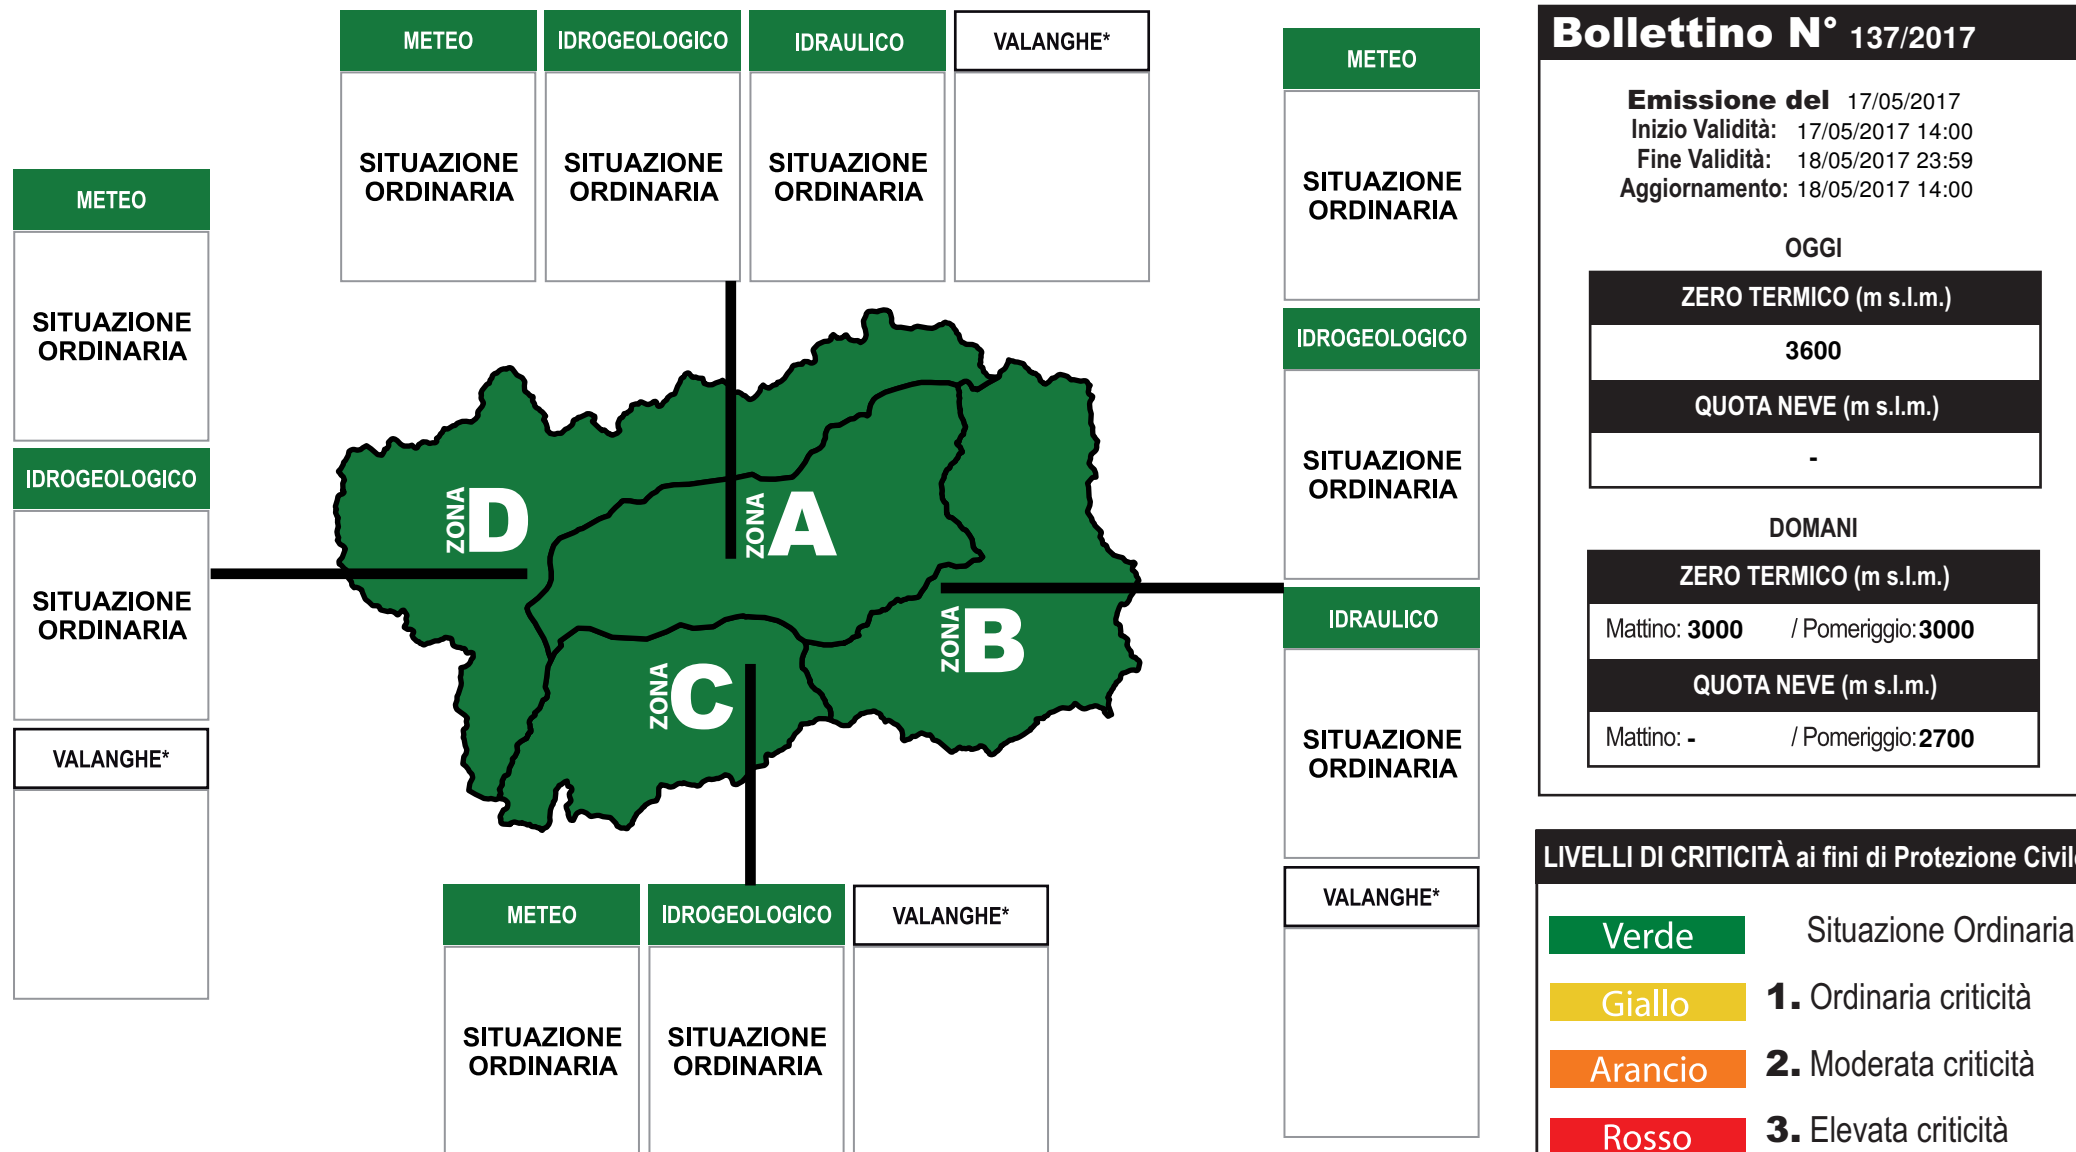 METEO
IDROGEOLOGICO
IDRAULICO
VALANGHE*
SITUAZIONE
ORDINARIA
SITUAZIONE
ORDINARIA
SITUAZIONE
ORDINARIA
METEO
SITUAZIONE
ORDINARIA
IDROGEOLOGICO
SITUAZIONE
ORDINARIA
VALANGHE*
ZONA D
ZONA A
ZONA B
ZONA C
METEO
SITUAZIONE
ORDINARIA
IDROGEOLOGICO
SITUAZIONE
ORDINARIA
IDRAULICO
SITUAZIONE
ORDINARIA
VALANGHE*
METEO
IDROGEOLOGICO
VALANGHE*
SITUAZIONE
ORDINARIA
SITUAZIONE
ORDINARIA
Bollettino N° 137/2017
Emissione del 17/05/2017
Inizio Validità: 17/05/2017 14:00
Fine Validità: 18/05/2017 23:59
Aggiornamento: 18/05/2017 14:00
OGGI
ZERO TERMICO (m s.l.m.)
3600
QUOTA NEVE (m s.l.m.)
-
DOMANI
ZERO TERMICO (m s.l.m.)
Mattino: 3000 / Pomeriggio: 3000
QUOTA NEVE (m s.l.m.)
Mattino: - / Pomeriggio: 2700
LIVELLI DI CRITICITÀ ai fini di Protezione Civile
Verde Situazione Ordinaria
Giallo 1. Ordinaria criticità
Arancio 2. Moderata criticità
Rosso 3. Elevata criticità